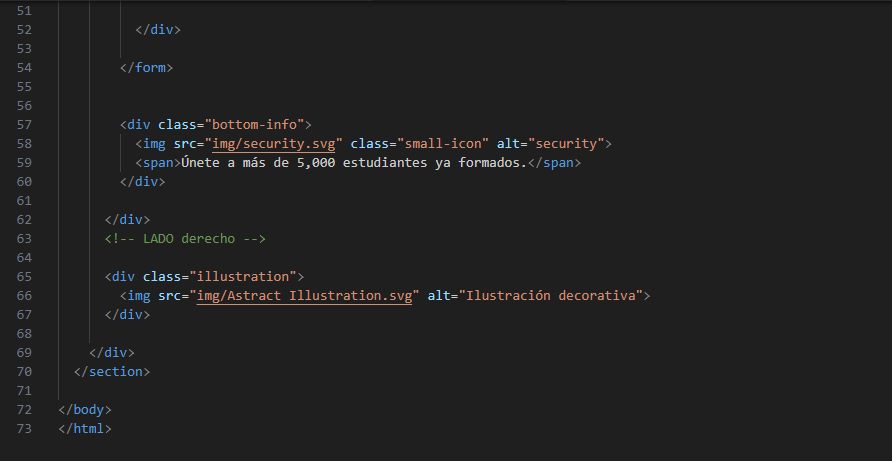 51
52 </div>
53
54 </form>
55
56
57 <div class="bottom-info">
58 <img src="img/security.svg" class="small-icon" alt="security">
59 <span>Únete a más de 5,000 estudiantes ya formados.</span>
60 </div>
61
62 </div>
63 <!-- LADO derecho -->
64
65 <div class="illustration">
66 <img src="img/Astract Illustration.svg" alt="Ilustración decorativa">
67 </div>
68
69 </div>
70 </section>
71
72 </body>
73 </html>